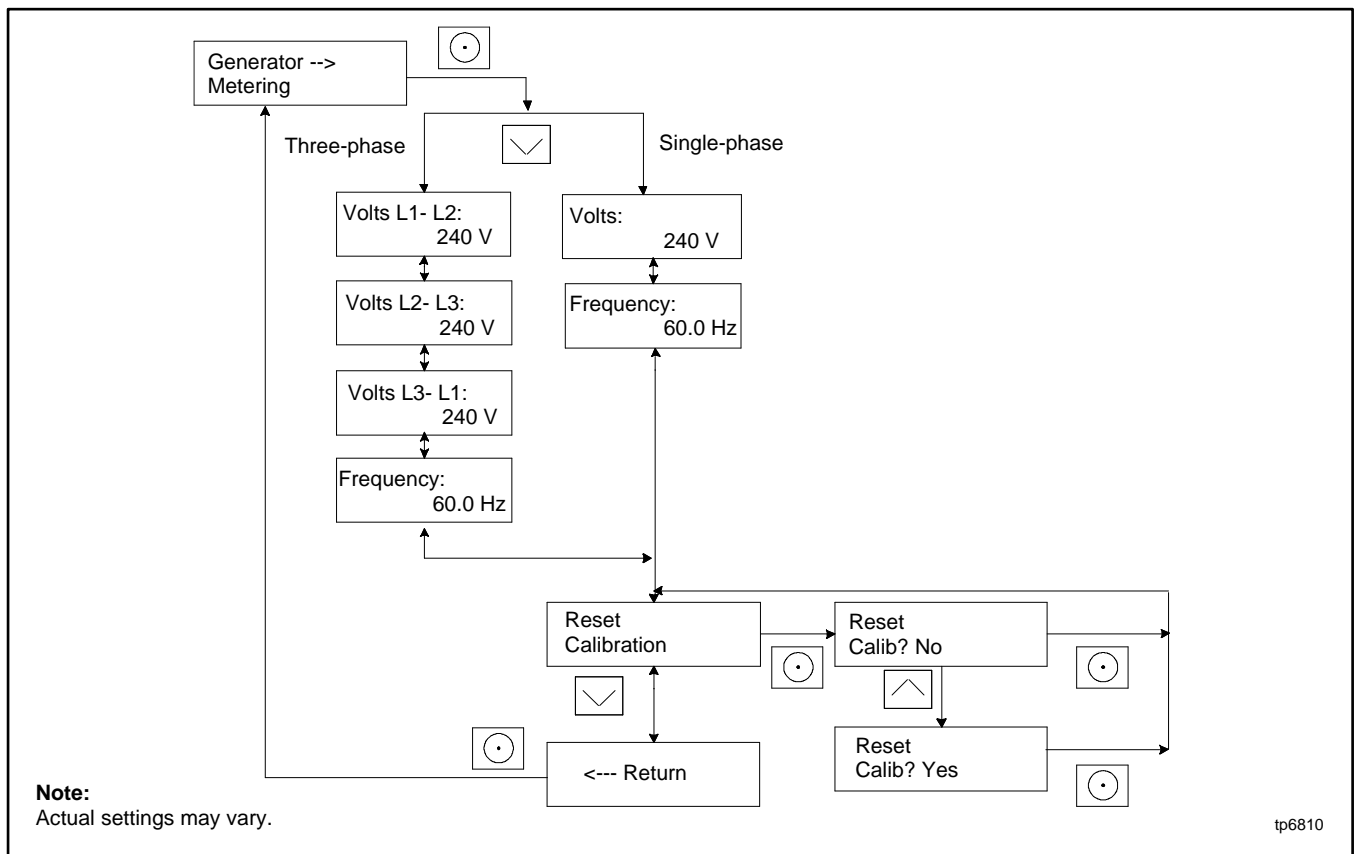 Generator -->
Metering
Three-phase
Single-phase
Volts L1- L2:
240 V
Volts L2- L3:
240 V
Volts L3- L1:
240 V
Frequency:
60.0 Hz
Volts:
240 V
Frequency:
60.0 Hz
Reset
Calibration
Reset
Calib? No
Reset
Calib? Yes
<--- Return
Note:
Actual settings may vary.
tp6810